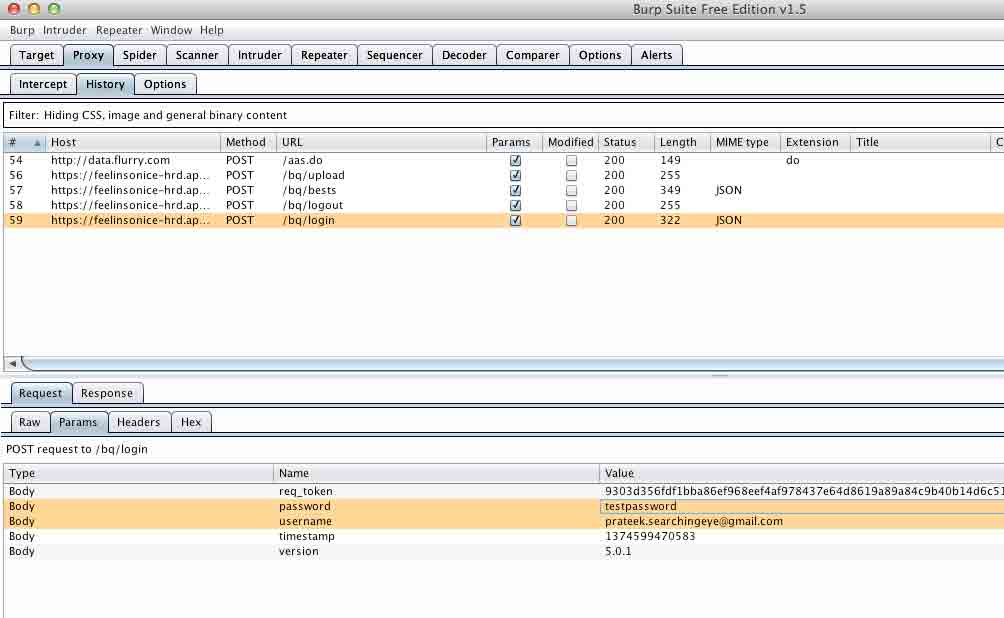 Burp Suite Free Edition v1.5
Burp Intruder Repeater Window Help
Target Proxy Spider Scanner Intruder Repeater Sequencer Decoder Comparer Options Alerts
Intercept History Options
Filter: Hiding CSS, image and general binary content
# Host Method URL Params Modified Status Length MIME type Extension Title C
54 http://data.flurry.com POST /aas.do 200 149 do
56 https://feelinsonice-hrd.ap... POST /bq/upload 200 255
57 https://feelinsonice-hrd.ap... POST /bq/bests 200 349 JSON
58 https://feelinsonice-hrd.ap... POST /bq/logout 200 255
59 https://feelinsonice-hrd.ap... POST /bq/login 200 322 JSON
Request Response
Raw Params Headers Hex
POST request to /bq/login
Type Name Value
Body req_token 9303d356fdf1bba86ef968eef4af978437e64d8619a89a84c9b40b14d6c51
Body password testpassword
Body username prateek.searchingeye@gmail.com
Body timestamp 1374599470583
Body version 5.0.1